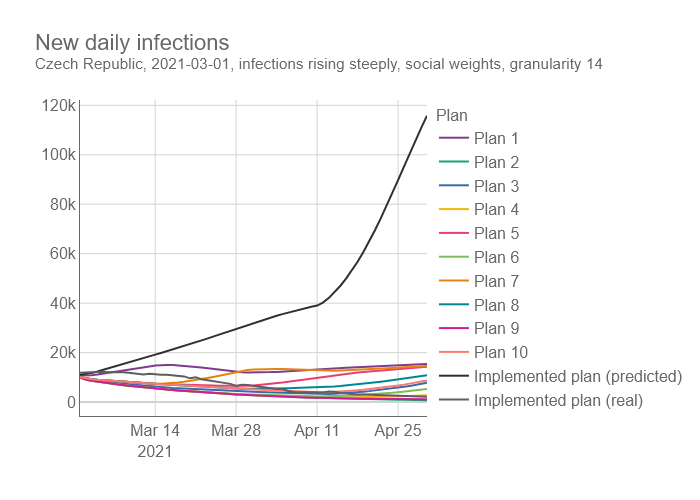 New daily infections
Czech Republic, 2021-03-01, infections rising steeply, social weights, granularity 14
120k
100k
80k
60k
40k
20k
0
Mar 14
2021
Mar 28
Apr 11
Apr 25
Plan
Plan 1
Plan 2
Plan 3
Plan 4
Plan 5
Plan 6
Plan 7
Plan 8
Plan 9
Plan 10
Implemented plan (predicted)
Implemented plan (real)